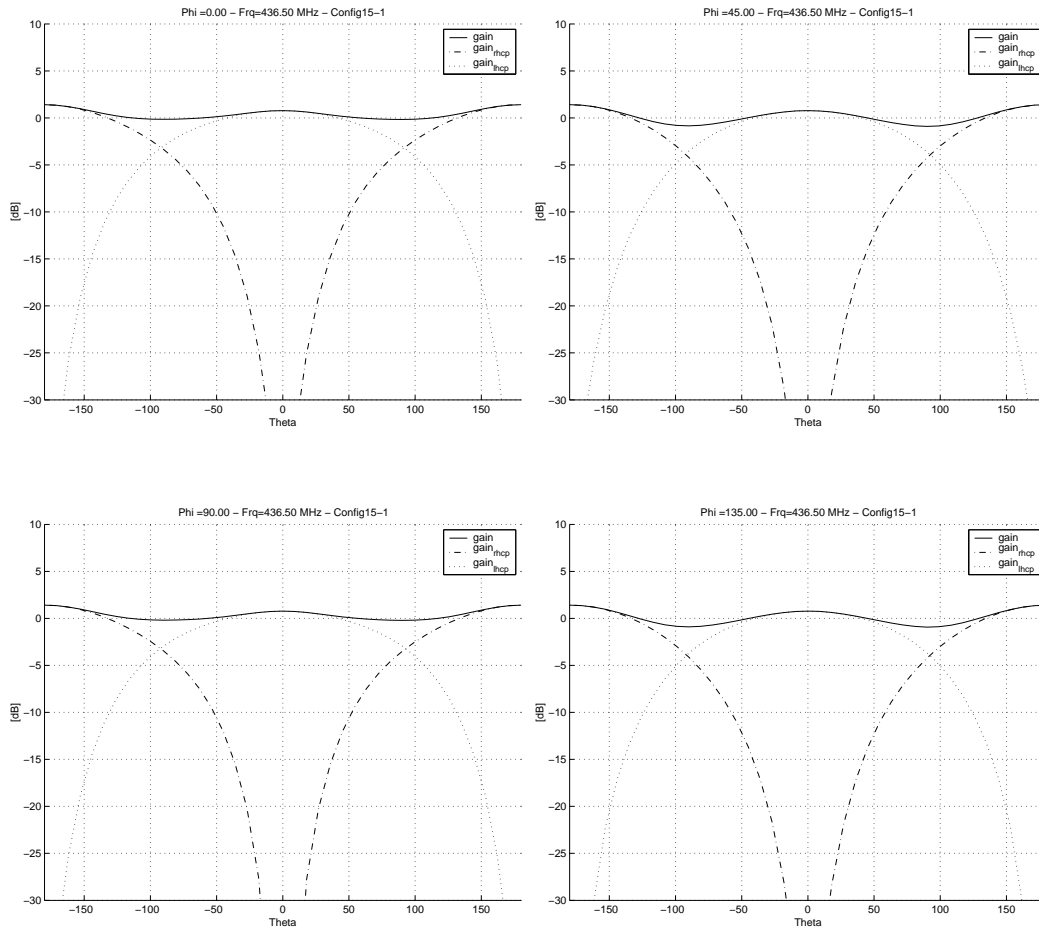 Phi =0.00 − Frq=436.50 MHz − Config15−1
gain
gain_rhcp
gain_lhcp
10
5
0
−5
−10
−15
−20
−25
−30
[dB]
−150 −100 −50 0 50 100 150
Theta
Phi =45.00 − Frq=436.50 MHz − Config15−1
gain
gain_rhcp
gain_lhcp
10
5
0
−5
−10
−15
−20
−25
−30
[dB]
−150 −100 −50 0 50 100 150
Theta
Phi =90.00 − Frq=436.50 MHz − Config15−1
gain
gain_rhcp
gain_lhcp
10
5
0
−5
−10
−15
−20
−25
−30
[dB]
−150 −100 −50 0 50 100 150
Theta
Phi =135.00 − Frq=436.50 MHz − Config15−1
gain
gain_rhcp
gain_lhcp
10
5
0
−5
−10
−15
−20
−25
−30
[dB]
−150 −100 −50 0 50 100 150
Theta